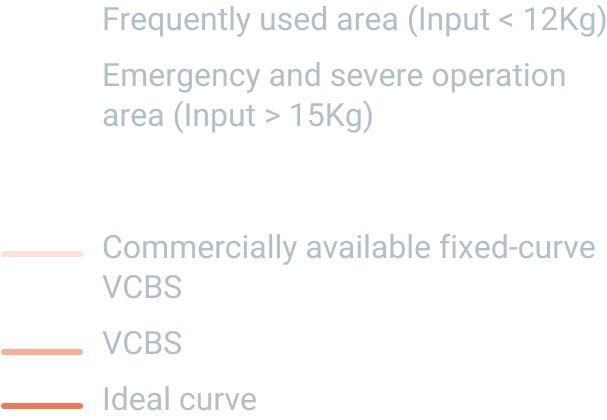 Frequently used area (Input < 12Kg)
Emergency and severe operation
area (Input > 15Kg)
Commercially available fixed-curve
VCBS
VCBS
Ideal curve